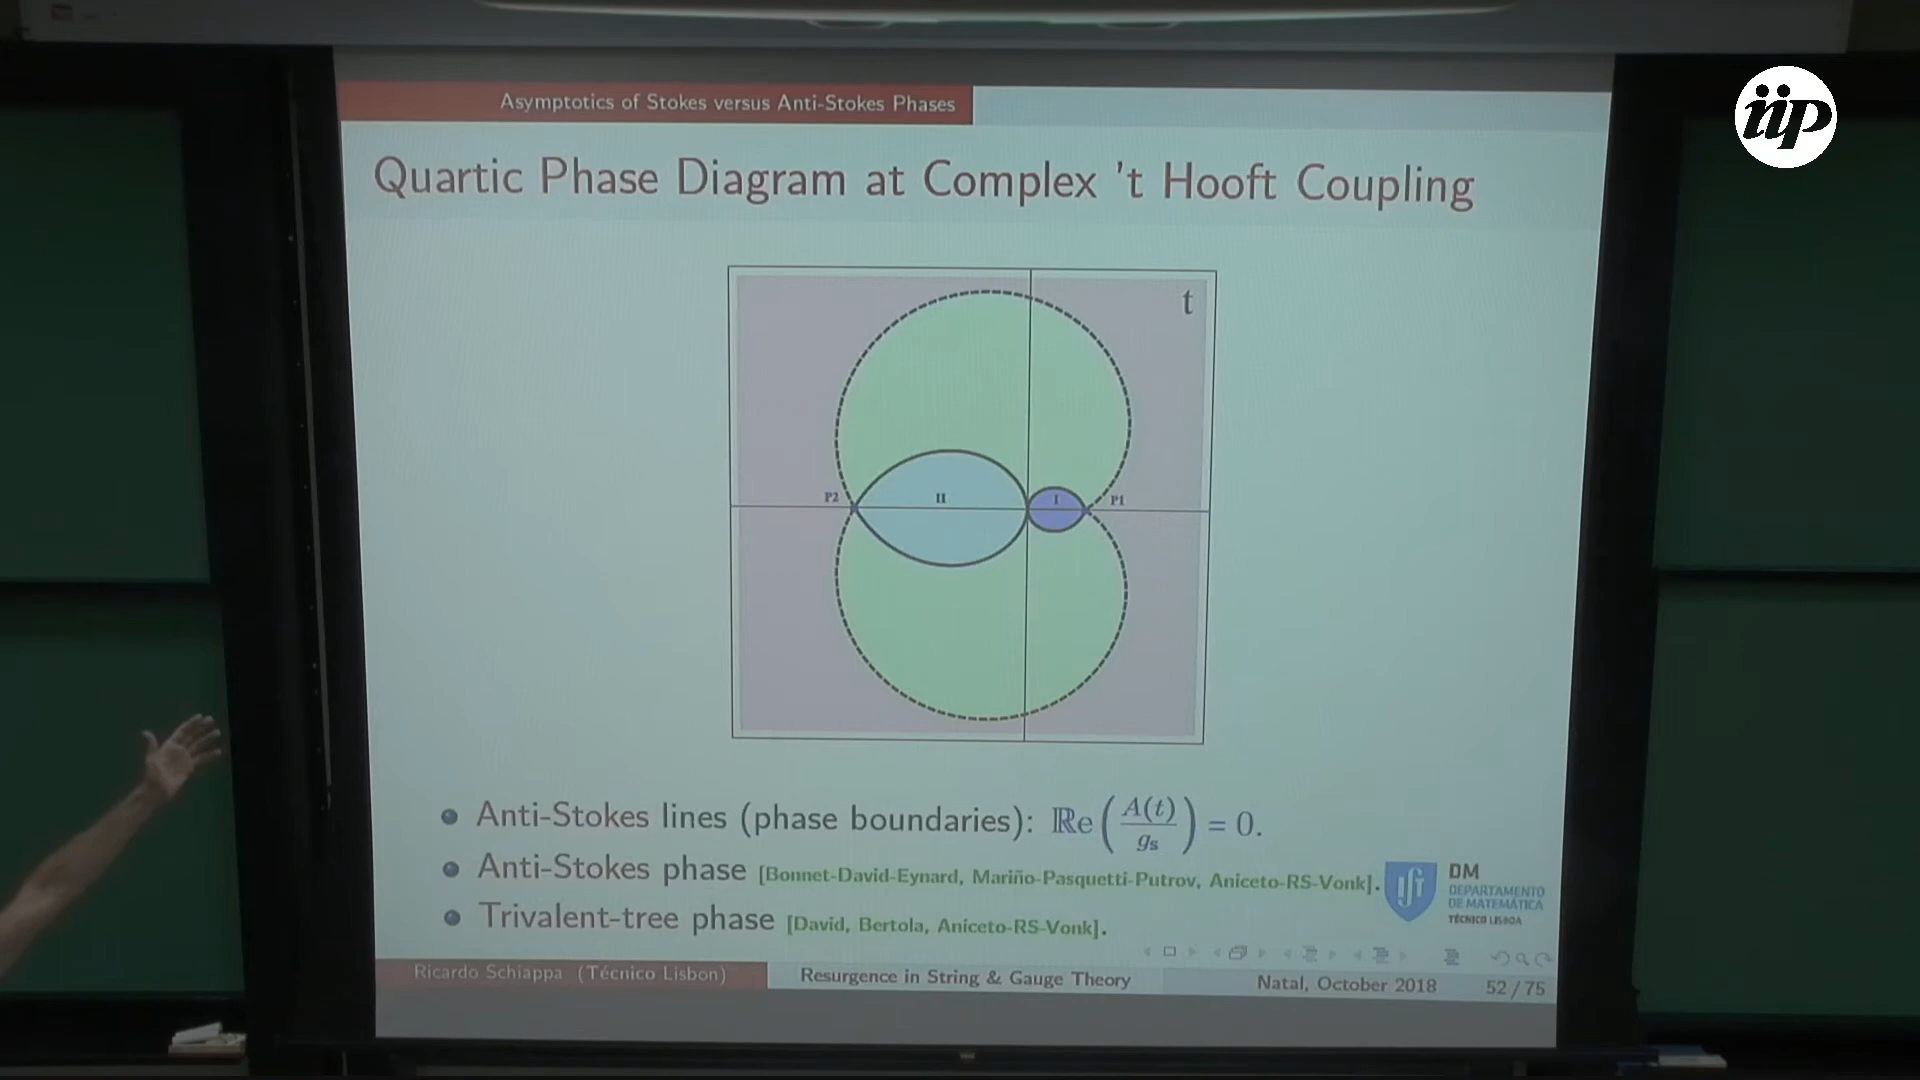 iip
Asymptotics of Stokes versus Anti-Stokes Phases
Quartic Phase Diagram at Complex 't Hooft Coupling
t
P2
II
I
P1
Anti-Stokes lines (phase boundaries): ℝe(A(t)/gs) = 0.
Anti-Stokes phase [Bonnet-David-Eynard, Mariño-Pasquetti-Putrov, Aniceto-RS-Vonk].
Trivalent-tree phase [David, Bertola, Aniceto-RS-Vonk].
DM
DEPARTAMENTO
DE MATEMÁTICA
TÉCNICO LISBOA
Ricardo Schiappa (Técnico Lisbon)
Resurgence in String & Gauge Theory
Natal, October 2018
52 / 75